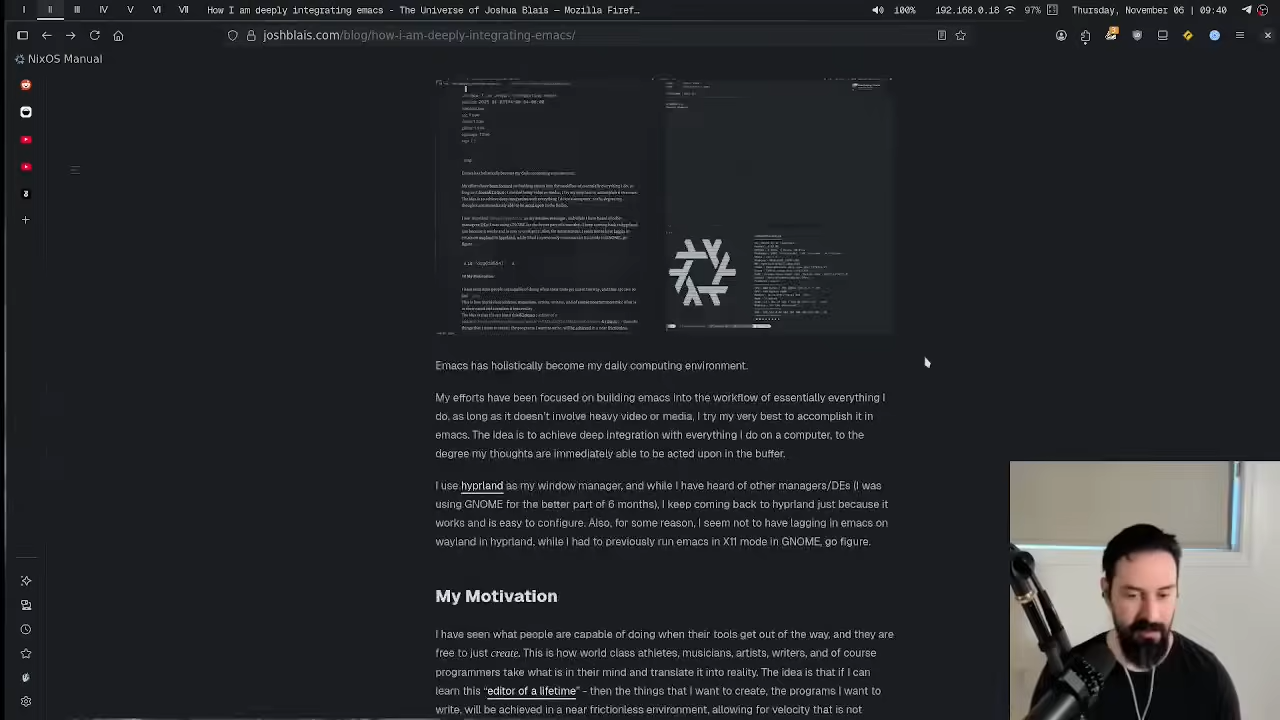 I II III IV V VI VII How I am deeply integrating emacs - The Universe of Joshua Blais — Mozilla Firef... 100% 192.168.0.18 97% Thursday, November 06 | 09:40
joshblais.com/blog/how-i-am-deeply-integrating-emacs/
NixOS Manual
Emacs has holistically become my daily computing environment.
My efforts have been focused on building emacs into the workflow of essentially everything I
do, as long as it doesn't involve heavy video or media, I try my very best to accomplish it in
emacs. The idea is to achieve deep integration with everything I do on a computer, to the
degree my thoughts are immediately able to be acted upon in the buffer.
I use hyprland as my window manager, and while I have heard of other managers/DEs (I was
using GNOME for the better part of 6 months), I keep coming back to hyprland just because it
works and is easy to configure. Also, for some reason, I seem not to have lagging in emacs on
wayland in hyprland, while I had to previously run emacs in X11 mode in GNOME, go figure.
My Motivation
I have seen what people are capable of doing when their tools get out of the way, and they are
free to just create. This is how world class athletes, musicians, artists, writers, and of course
programmers take what is in their mind and translate it into reality. The idea is that if I can
learn this “editor of a lifetime” - then the things that I want to create, the programs I want to
write, will be achieved in a near frictionless environment, allowing for velocity that is not